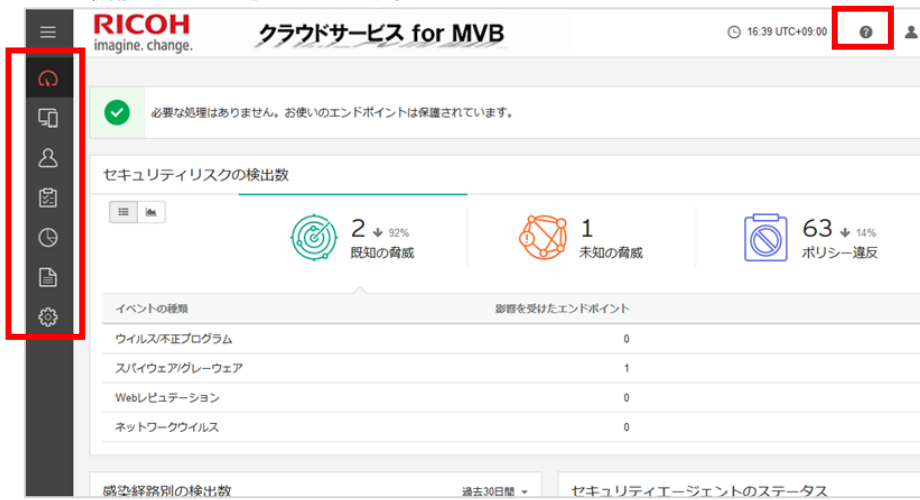 RICOH
imagine. change.
クラウドサービス for MVB
16:39 UTC+09:00
必要な処理はありません。お使いのエンドポイントは保護されています。
セキュリティリスクの検出数
2 92%
既知の脅威
1
未知の脅威
63 14%
ポリシー違反
イベントの種類 影響を受けたエンドポイント
ウイルス/不正プログラム 0
スパイウェア/グレーウェア 1
Webレピュテーション 0
ネットワークウイルス 0
感染経路別の検出数 過去30日間 セキュリティエージェントのステータス